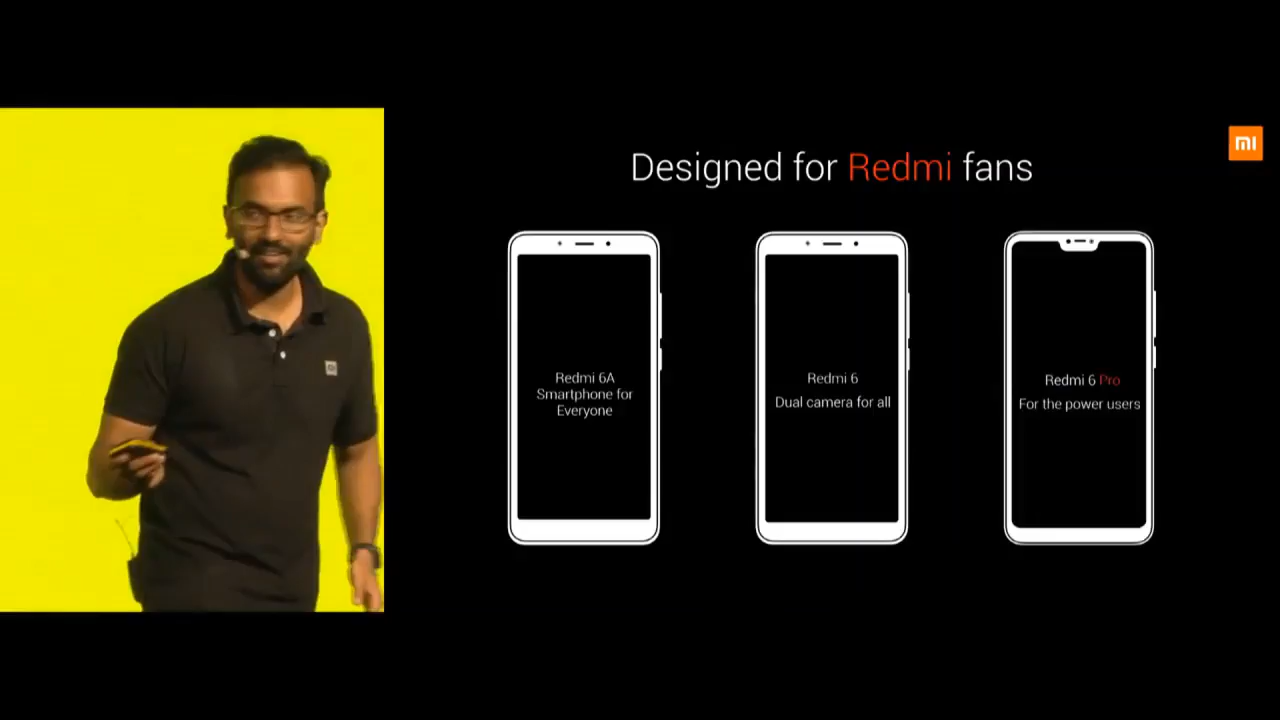 mi
Designed for Redmi fans
Redmi 6A
Smartphone for
Everyone
Redmi 6
Dual camera for all
Redmi 6 Pro
For the power users